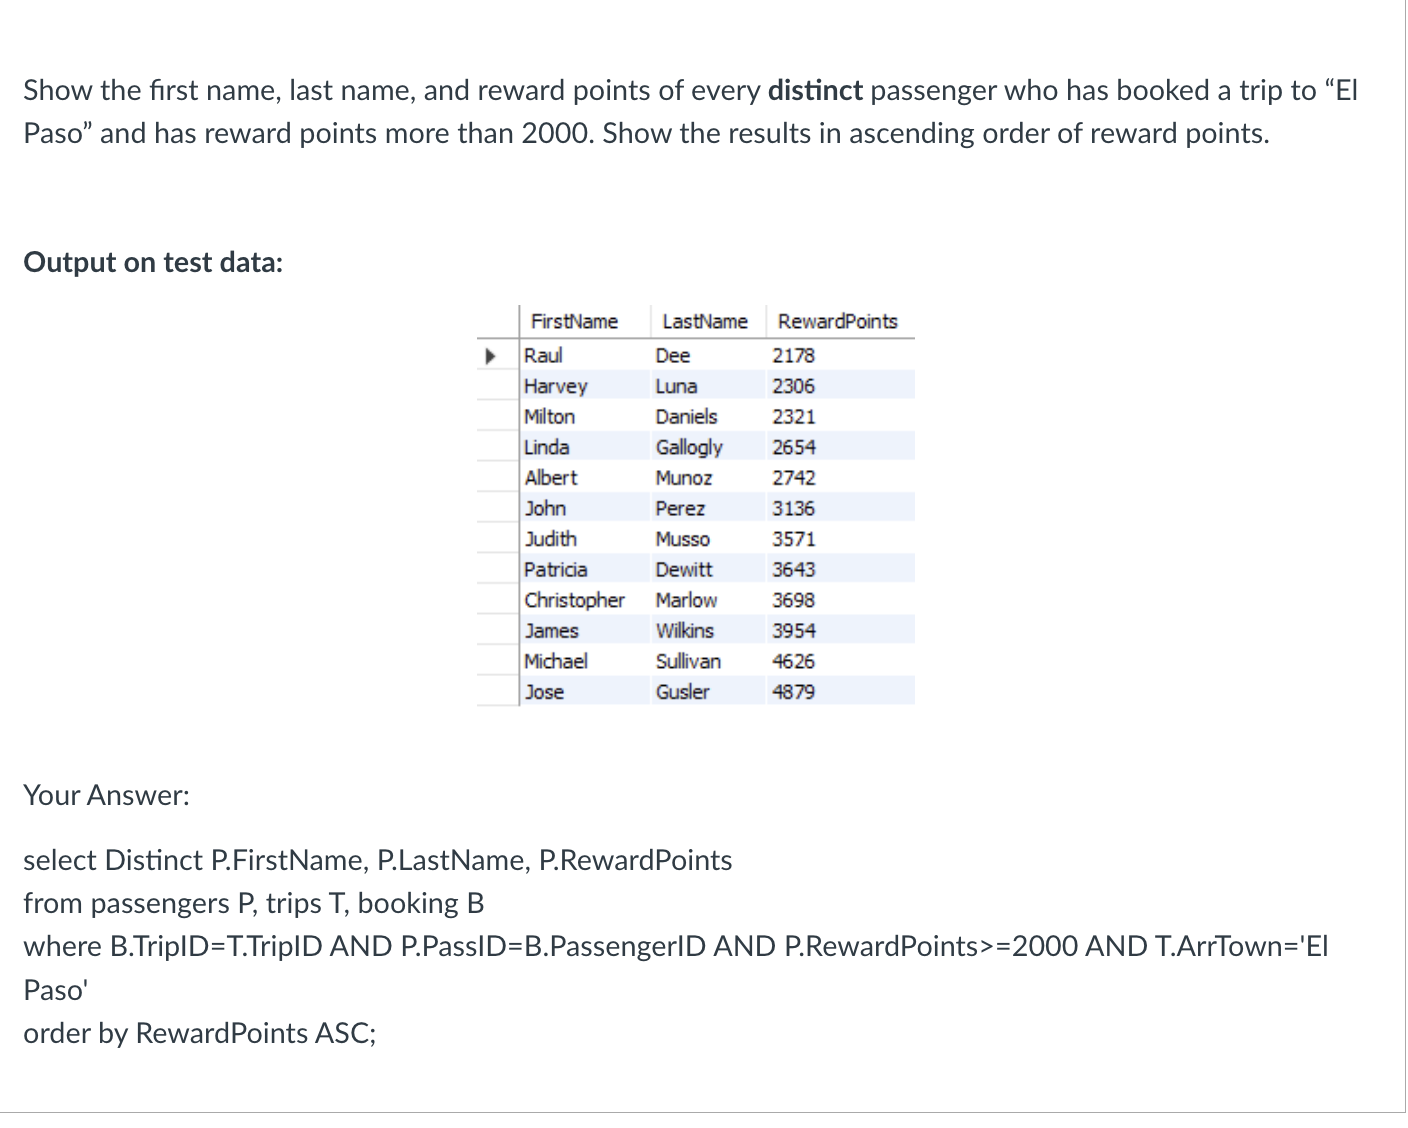 Show the first name, last name, and reward points of every distinct passenger who has booked a trip to “El
Paso” and has reward points more than 2000. Show the results in ascending order of reward points.
Output on test data:
FirstName LastName RewardPoints
Raul Dee 2178
Harvey Luna 2306
Milton Daniels 2321
Linda Gallogly 2654
Albert Munoz 2742
John Perez 3136
Judith Musso 3571
Patricia Dewitt 3643
Christopher Marlow 3698
James Wilkins 3954
Michael Sullivan 4626
Jose Gusler 4879
Your Answer:
select Distinct P.FirstName, P.LastName, P.RewardPoints
from passengers P, trips T, booking B
where B.TripID=T.TripID AND P.PassID=B.PassengerID AND P.RewardPoints>=2000 AND T.ArrTown='El
Paso'
order by RewardPoints ASC;